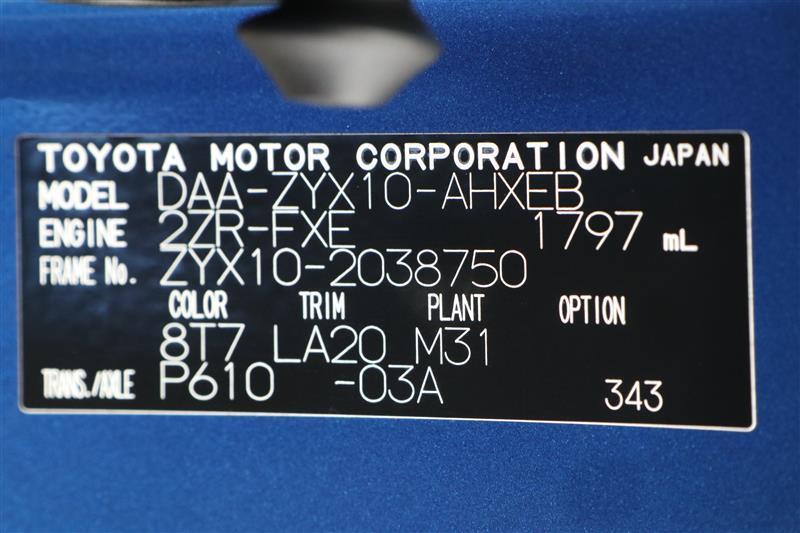 TOYOTA MOTOR CORPORATION JAPAN
MODEL DAA-ZYX10-AHXEB
ENGINE 2ZR-FXE 1797 mL
FRAME No. ZYX10-2038750
COLOR TRIM PLANT OPTION
8T7 LA20 M31
TRANS./AXLE P610 -03A 343